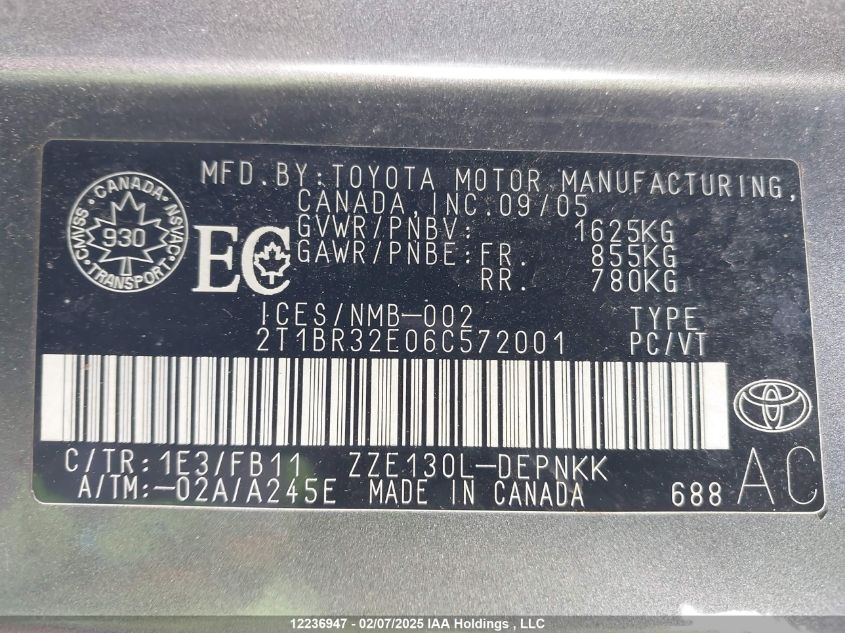 MFD.BY:TOYOTA MOTOR MANUFACTURING,
CANADA,INC.09/05
GVWR/PNBV: 1625KG
GAWR/PNBE:FR. 855KG
RR. 780KG
CANADA
CMVSS NSVAC
930
TRANSPORT
EC
ICES/NMB-002 TYPE
2T1BR32E06C572001 PC/VT
C/TR:1E3/FB11 ZZE130L-DEPNKK
A/TM:-02A/A245E MADE IN CANADA 688
AC
12236947 - 02/07/2025 IAA Holdings , LLC